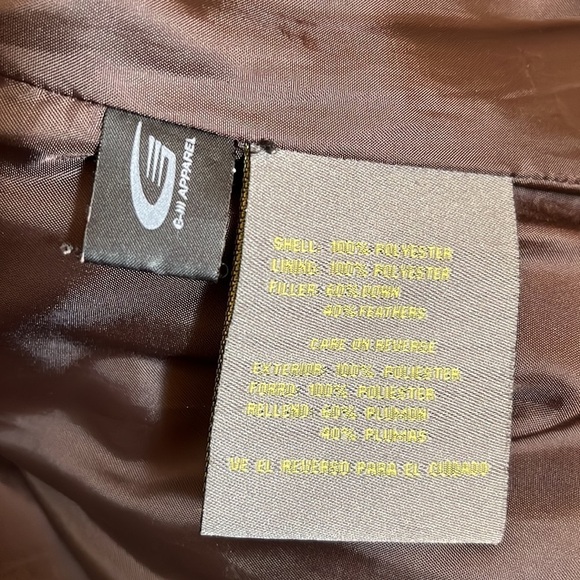 G-III APPAREL
SHELL: 100% POLYESTER
LINING: 100% POLYESTER
FILLER: 60% DOWN
40% FEATHERS
CARE ON REVERSE
EXTERIOR: 100% POLIESTER
FORRO: 100% POLIESTER
RELLENO: 60% PLUMON
40% PLUMAS
VE EL REVERSO PARA EL CUIDADO